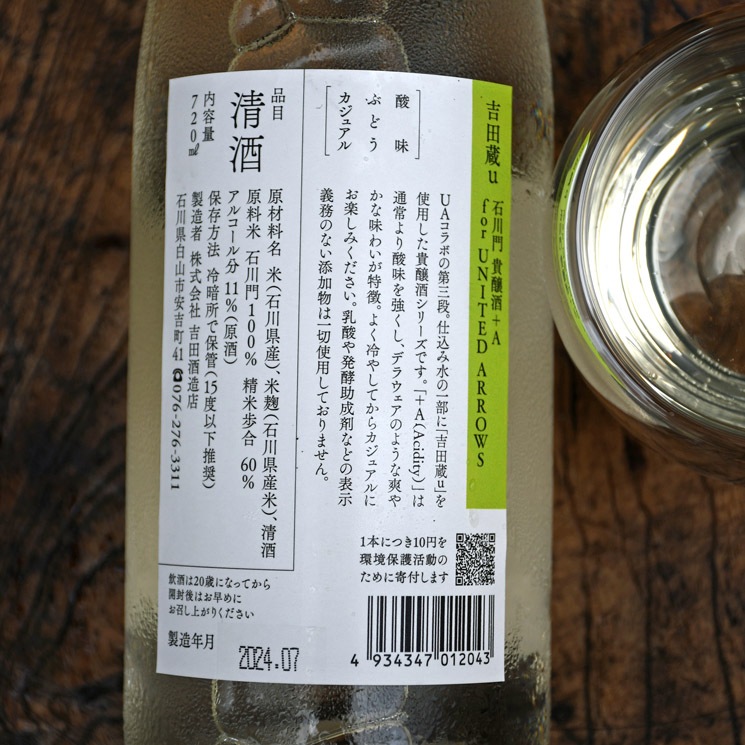 吉田蔵u
石川門 貴醸酒+A
for UNITED ARROWS
酸味
ぶどう
カジュアル
UAコラボの第三段。仕込み水の一部に「吉田蔵u」を
使用した貴醸酒シリーズです。「+A(Acidity)」は
通常より酸味を強くし、デラウェアのような爽や
かな味わいが特徴。よく冷やしてからカジュアルに
お楽しみください。乳酸や発酵助成剤などの表示
義務のない添加物は一切使用しておりません。
品目
清酒
内容量
720㎖
原材料名 米(石川県産)、米麹(石川県産米)、清酒
原料米 石川門100% 精米歩合 60%
アルコール分 11%(原酒)
保存方法 冷暗所で保管(15度以下推奨)
製造者 株式会社 吉田酒造店
石川県白山市安吉町41 ☎076-276-3311
1本につき10円を
環境保護活動の
ために寄付します
飲酒は20歳になってから
開封後はお早めに
お召し上がりください
製造年月
2024.07
4 934347 012043